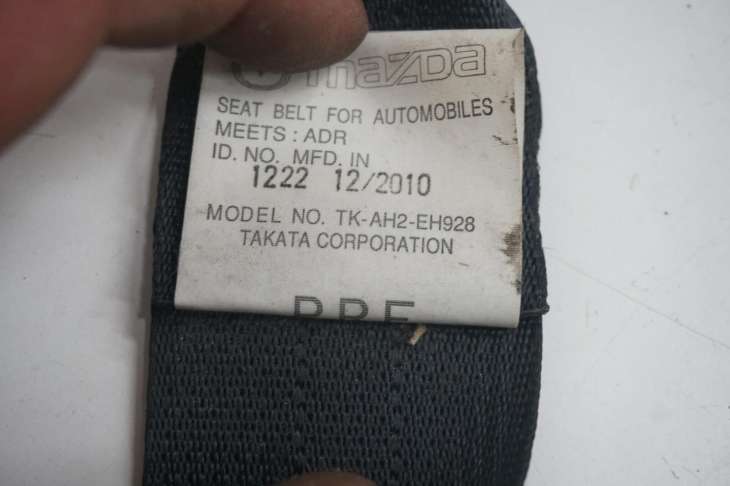 mazda
SEAT BELT FOR AUTOMOBILES
MEETS : ADR
ID. NO. MFD. IN
1222 12/2010
MODEL NO. TK-AH2-EH928
TAKATA CORPORATION